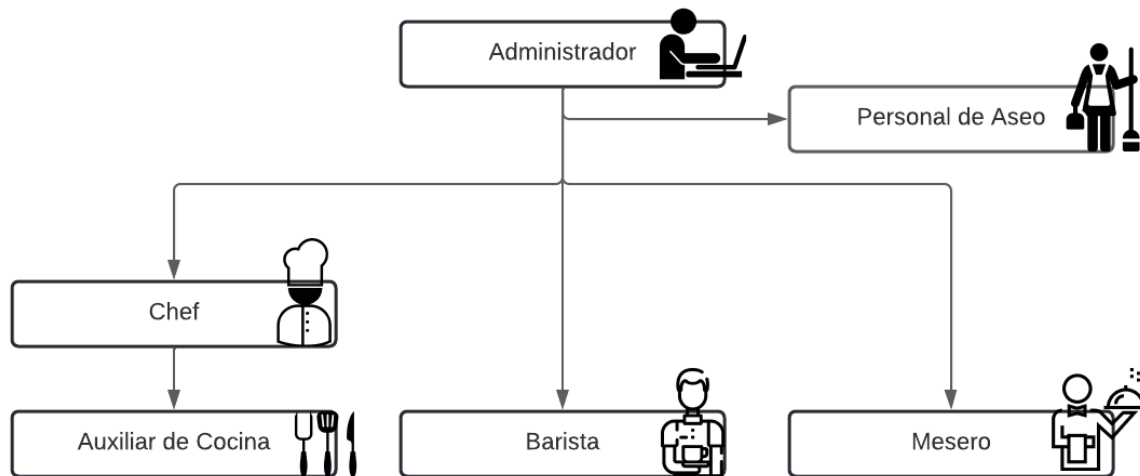 Administrador
Personal de Aseo
Chef
Auxiliar de Cocina
Barista
Mesero